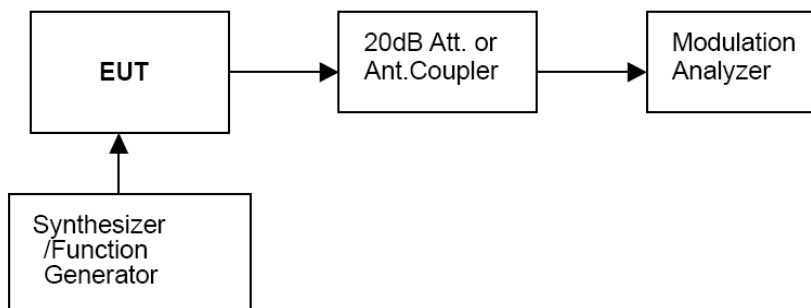 EUT
20dB Att. or
Ant.Coupler
Modulation
Analyzer
Synthesizer
/Function
Generator